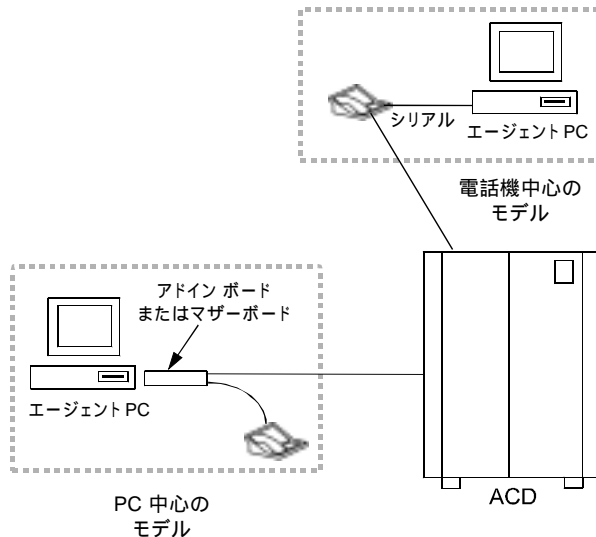 シリアル
エージェント PC
電話機中心の
モデル
アドイン ボード
またはマザーボード
エージェント PC
PC 中心の
モデル
ACD